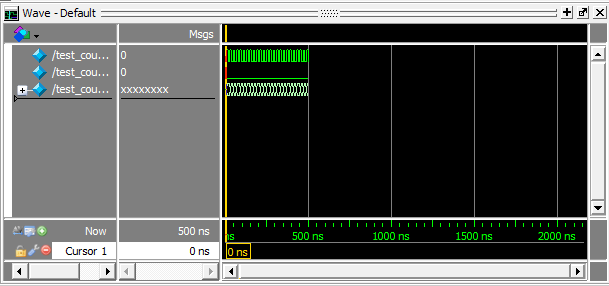 Wave - Default
Msgs
/test_cou... 0
/test_cou... 0
/test_cou... xxxxxxxx
Now 500 ns
ns 500 ns 1000 ns 1500 ns 2000 ns
Cursor 1 0 ns
0 ns